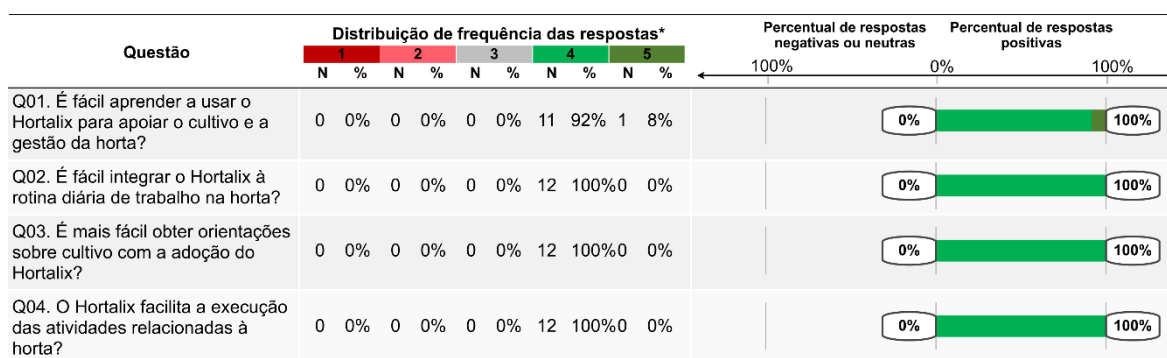 Questão
Distribuição de frequência das respostas*
1 2 3 4 5
N % N % N % N % N %
Percentual de respostas negativas ou neutras
Percentual de respostas positivas
100% 0% 100%
Q01. É fácil aprender a usar o
Hortalix para apoiar o cultivo e a
gestão da horta?
0 0% 0 0% 0 0% 11 92% 1 8%
0% 100%
Q02. É fácil integrar o Hortalix à
rotina diária de trabalho na horta?
0 0% 0 0% 0 0% 12 100% 0 0%
0% 100%
Q03. É mais fácil obter orientações
sobre cultivo com a adoção do
Hortalix?
0 0% 0 0% 0 0% 12 100% 0 0%
0% 100%
Q04. O Hortalix facilita a execução
das atividades relacionadas à
horta?
0 0% 0 0% 0 0% 12 100% 0 0%
0% 100%